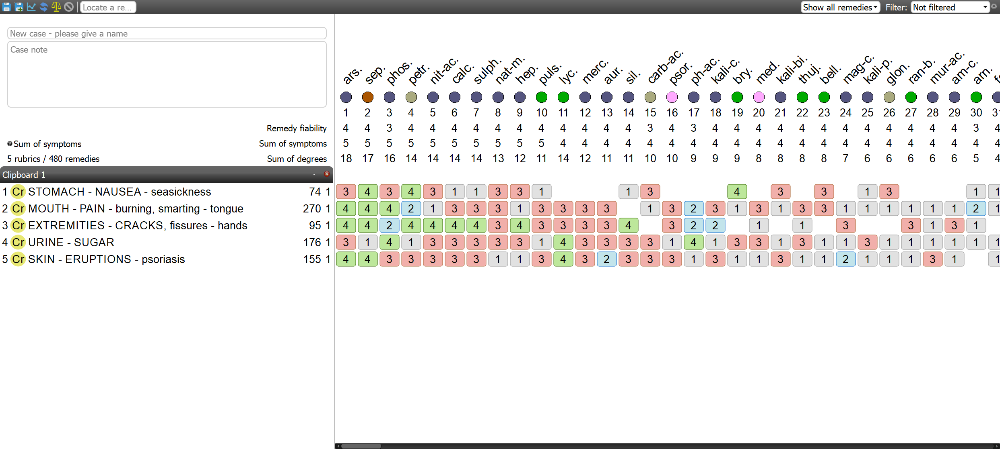 Locate a re...
Show all remedies Filter: Not filtered
New case - please give a name
Case note
ars. sep. phos. petr. nit-ac. calc. sulph. nat-m. hep. puls. lyc. merc. aur. sil. carb-ac. psor. ph-ac. kali-c. bry. med. kali-bi. thuj. bell. mag-c. kali-p. glon. ran-b. mur-ac. am-c. arn.
1 2 3 4 5 6 7 8 9 10 11 12 13 14 15 16 17 18 19 20 21 22 23 24 25 26 27 28 29 30 31
Remedy fiability 4 4 3 4 4 4 4 4 4 4 4 4 4 4 3 4 3 4 4 4 4 4 4 4 4 4 4 4 4 3 4
Sum of symptoms Sum of symptoms 5 5 5 5 5 5 5 5 5 5 4 4 4 4 4 4 4 4 4 4 4 4 4 4 4 4 4 4 4 4 4
5 rubrics / 480 remedies Sum of degrees 18 17 16 14 14 14 14 13 12 11 14 12 11 11 10 10 9 9 9 8 8 8 8 7 6 6 6 6 6 5 4
Clipboard 1
1 Cr STOMACH - NAUSEA - seasickness 74 1 3 4 3 4 3 1 1 3 3 1 1 3 4 3 3 1 3 1 1
2 Cr MOUTH - PAIN - burning, smarting - tongue 270 1 4 4 4 2 1 3 3 3 1 3 3 3 3 1 3 2 3 1 3 1 3 3 1 1 1 1 1 1 2 1
3 Cr EXTREMITIES - CRACKS, fissures - hands 95 1 4 4 2 4 4 4 4 3 4 3 3 3 3 4 3 2 2 1 1 3 3 1 3 1
4 Cr URINE - SUGAR 176 1 3 1 4 1 3 3 3 3 3 1 4 3 3 3 3 1 4 1 3 3 1 3 1 1 3 1 1 1 1 1 1
5 Cr SKIN - ERUPTIONS - psoriasis 155 1 4 4 3 3 3 3 3 1 1 3 4 3 2 3 3 3 1 3 1 1 3 1 1 2 1 1 1 3 1 1